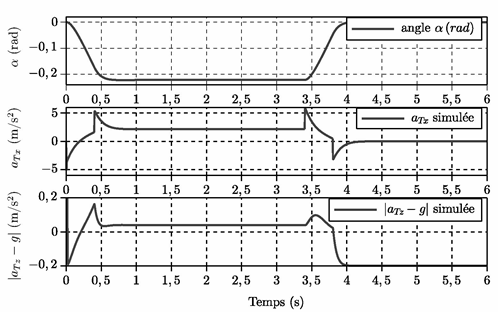 angle α (rad)
α (rad)
0
−0, 1
−0, 2
0 0, 5 1 1, 5 2 2, 5 3 3, 5 4 4, 5 5 5, 5 6
a_Tx simulée
a_Tx (m/s²)
5
0
−5
0 0, 5 1 1, 5 2 2, 5 3 3, 5 4 4, 5 5 5, 5 6
|a_Tz − g| simulée
|a_Tz − g| (m/s²)
0, 2
0
−0, 2
0 0, 5 1 1, 5 2 2, 5 3 3, 5 4 4, 5 5 5, 5 6
Temps (s)